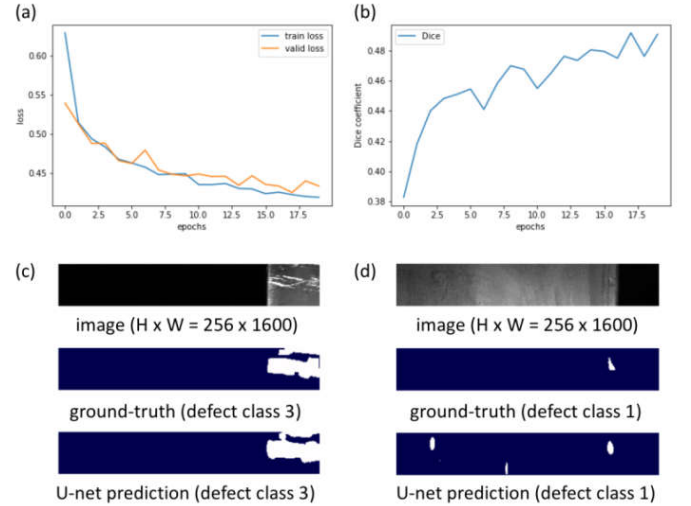 (a)
train loss
valid loss
0.60
0.55
0.50
0.45
loss
0.0 2.5 5.0 7.5 10.0 12.5 15.0 17.5
epochs
(b)
Dice
0.48
0.46
0.44
0.42
0.40
0.38
Dice coefficient
0.0 2.5 5.0 7.5 10.0 12.5 15.0 17.5
epochs
(c)
image (H x W = 256 x 1600)
ground-truth (defect class 3)
U-net prediction (defect class 3)
(d)
image (H x W = 256 x 1600)
ground-truth (defect class 1)
U-net prediction (defect class 1)